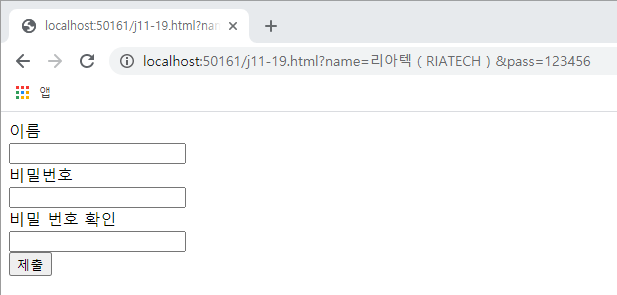 localhost:50161/j11-19.html?nam
localhost:50161/j11-19.html?name=리아텍 ( RIATECH ) &pass=123456
앱
이름
비밀번호
비밀 번호 확인
제출